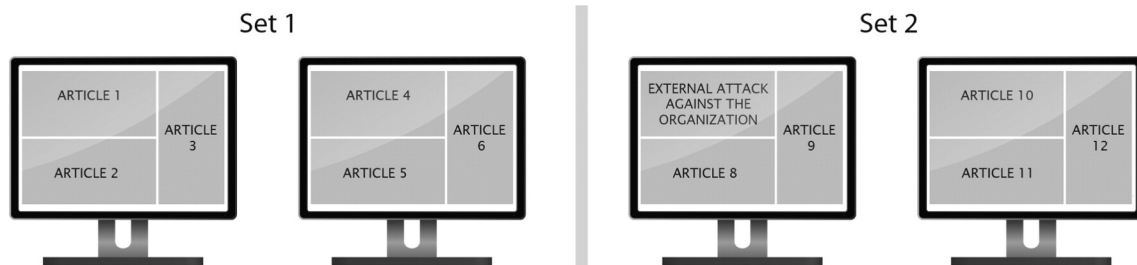 Set 1
Set 2
ARTICLE 1
ARTICLE 2
ARTICLE
3
ARTICLE 4
ARTICLE 5
ARTICLE
6
EXTERNAL ATTACK
AGAINST THE
ORGANIZATION
ARTICLE 8
ARTICLE
9
ARTICLE 10
ARTICLE 11
ARTICLE
12